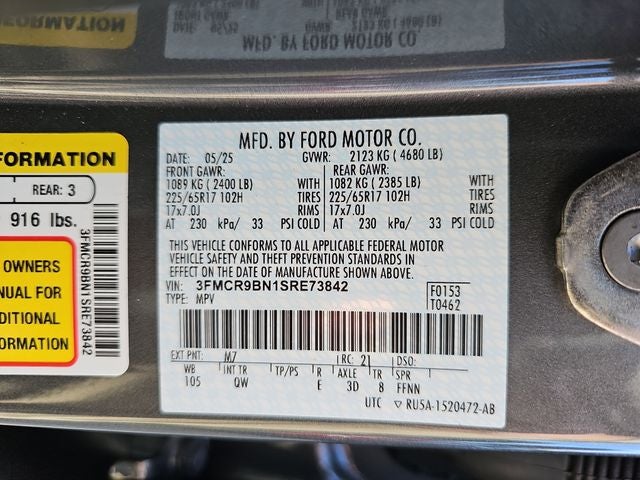 FORMATION
REAR: 3
916 lbs.
OWNERS
NUAL FOR
DITIONAL
ORMATION
3FMCR9BN1SRE73842
MFD. BY FORD MOTOR CO.
DATE: 05/25 GVWR: 2123 KG ( 4680 LB)
FRONT GAWR: REAR GAWR:
1089 KG ( 2400 LB) WITH 1082 KG ( 2385 LB) WITH
225/65R17 102H TIRES 225/65R17 102H TIRES
17x7.0J RIMS 17x7.0J RIMS
AT 230 kPa/ 33 PSI COLD AT 230 kPa/ 33 PSI COLD
THIS VEHICLE CONFORMS TO ALL APPLICABLE FEDERAL MOTOR
VEHICLE SAFETY AND THEFT PREVENTION STANDARDS IN
EFFECT ON THE DATE OF MANUFACTURE SHOWN ABOVE.
VIN: 3FMCR9BN1SRE73842
TYPE: MPV
F0153
T0462
EXT PNT: M7 RC: 21 DSO:
WB INT TR TP/PS R AXLE TR SPR
105 QW E 3D 8 FFNN
UTC ▽ RU5A-1520472-AB